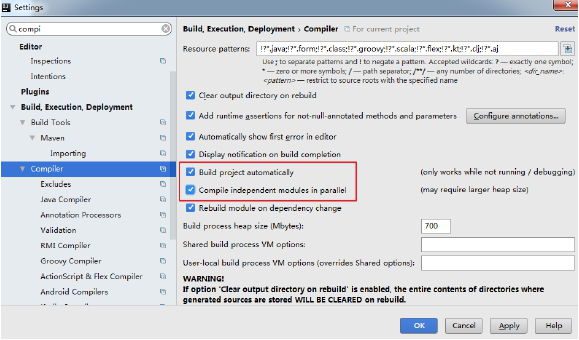 Settings
compi
Editor
Inspections
Intentions
Plugins
Build, Execution, Deployment
Build Tools
Maven
Importing
Compiler
Excludes
Java Compiler
Annotation Processors
Validation
RMI Compiler
Groovy Compiler
ActionScript & Flex Compiler
Android Compilers
Build, Execution, Deployment › Compiler
For current project
Reset
Resource patterns: !?*.java;!?*.form;!?*.class;!?*.groovy;!?*.scala;!?*.flex;!?*.kt;!?*.clj;!?*.aj
Use ; to separate patterns and ! to negate a pattern. Accepted wildcards: ? — exactly one symbol;
* — zero or more symbols; / — path separator; /**/ — any number of directories; <dir_name>:
<pattern> — restrict to source roots with the specified name
Clear output directory on rebuild
Add runtime assertions for not-null-annotated methods and parameters
Configure annotations...
Automatically show first error in editor
Display notification on build completion
Build project automatically
(only works while not running / debugging)
Compile independent modules in parallel
(may require larger heap size)
Rebuild module on dependency change
Build process heap size (Mbytes): 700
Shared build process VM options:
User-local build process VM options (overrides Shared options):
WARNING!
If option 'Clear output directory on rebuild' is enabled, the entire contents of directories where
generated sources are stored WILL BE CLEARED on rebuild.
OK
Cancel
Apply
Help